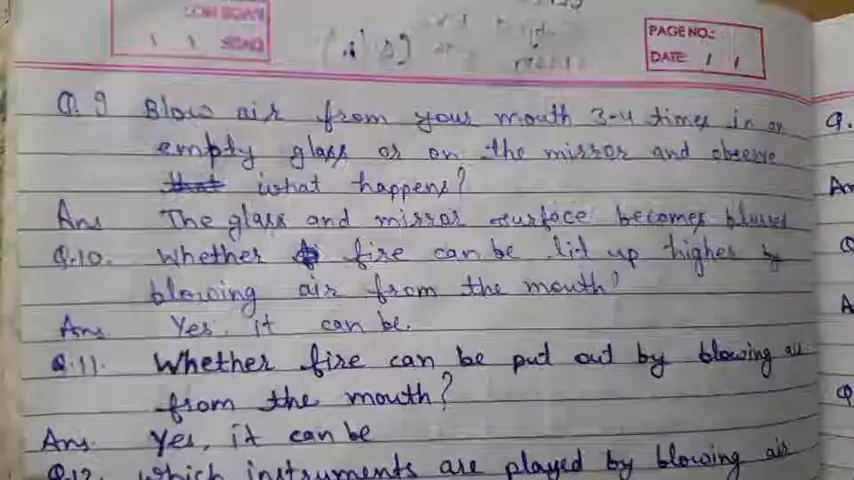 PAGE NO.:
DATE: / /
Q.9 Blow air from your mouth 3-4 times in an
empty glass or on the mirror and observe
that what happens?
Ans The glass and mirror surface becomes blurred
Q.10. Whether fire can be lit up higher by
blowing air from the mouth?
Ans Yes, it can be.
Q.11. Whether fire can be put out by blowing air
from the mouth?
Ans. Yes, it can be
Q.12. Which instruments are played by blowing air
Q.
An
Q
A
Q